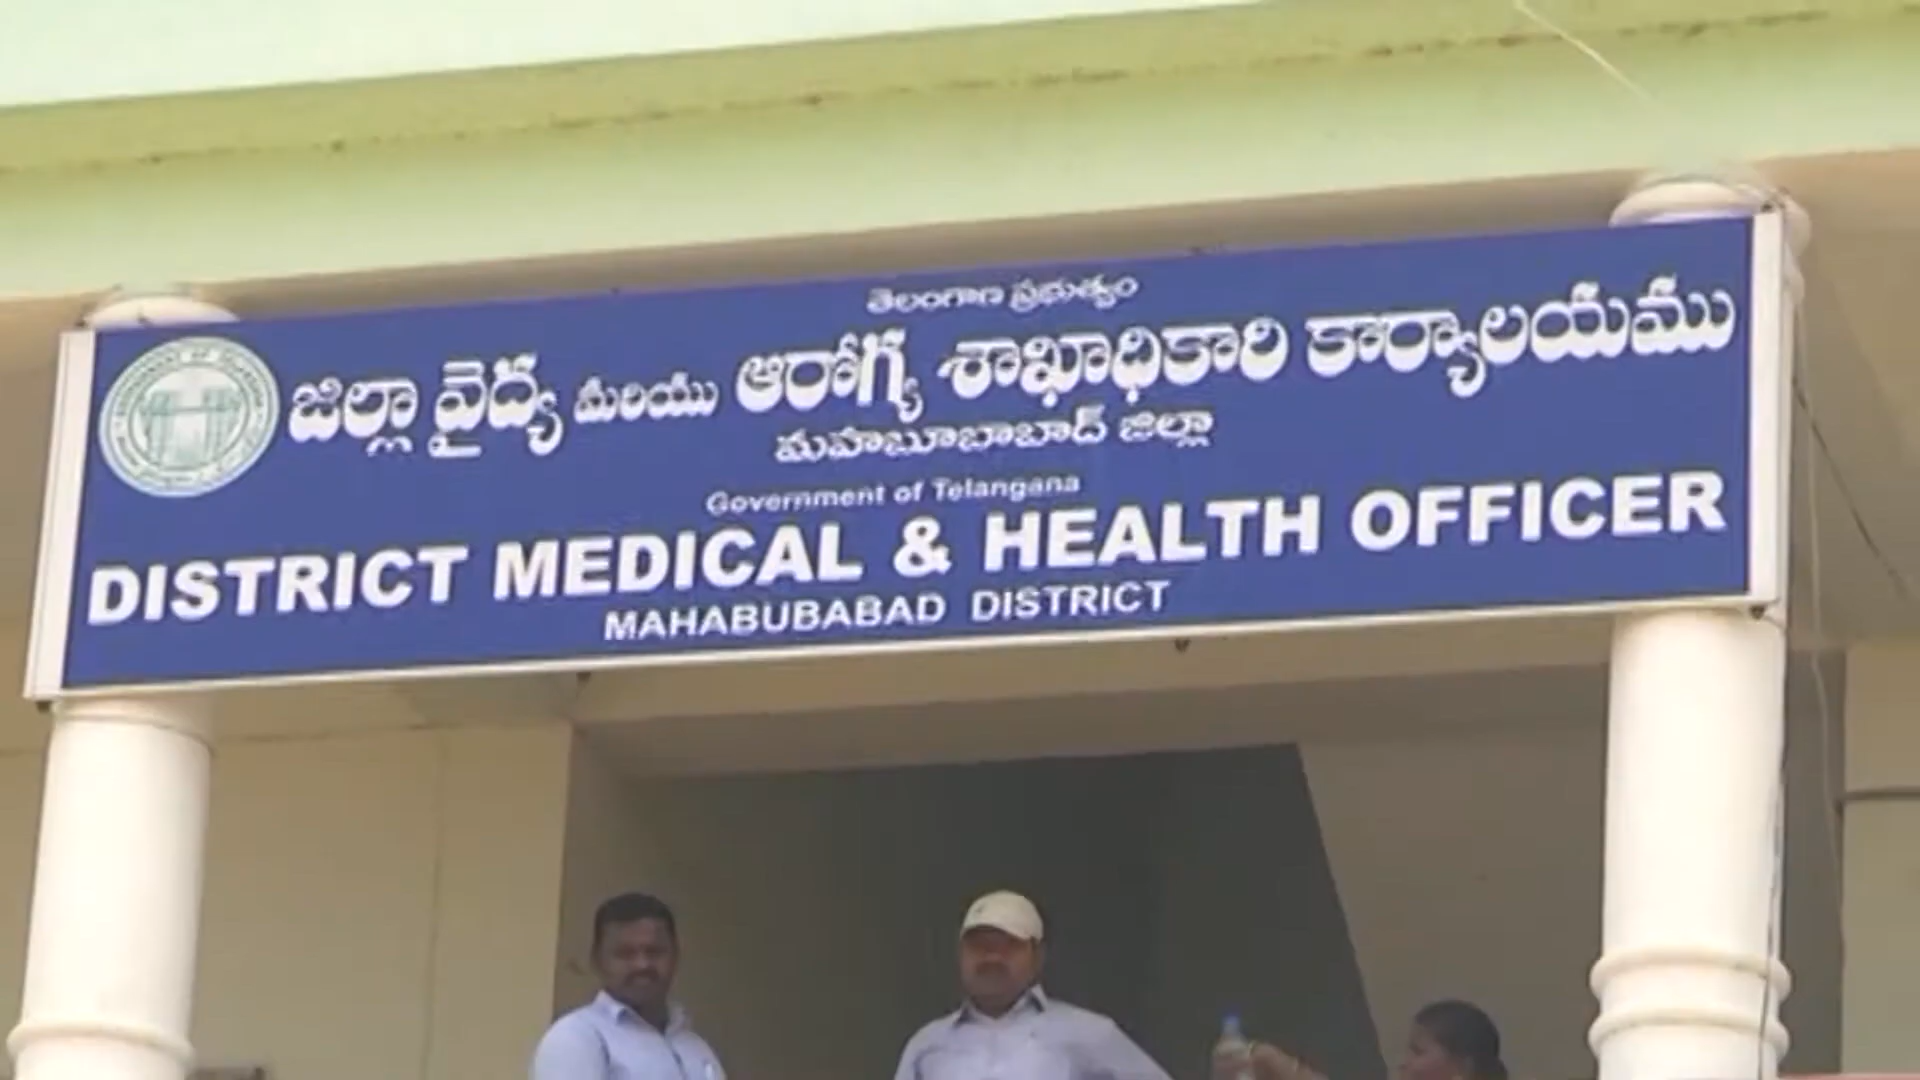 తెలంగాణ ప్రభుత్వం
జిల్లా వైద్య మరియు ఆరోగ్య శాఖాధికారి కార్యాలయము
మహబూబాబాద్ జిల్లా
Government of Telangana
DISTRICT MEDICAL & HEALTH OFFICER
MAHABUBABAD DISTRICT